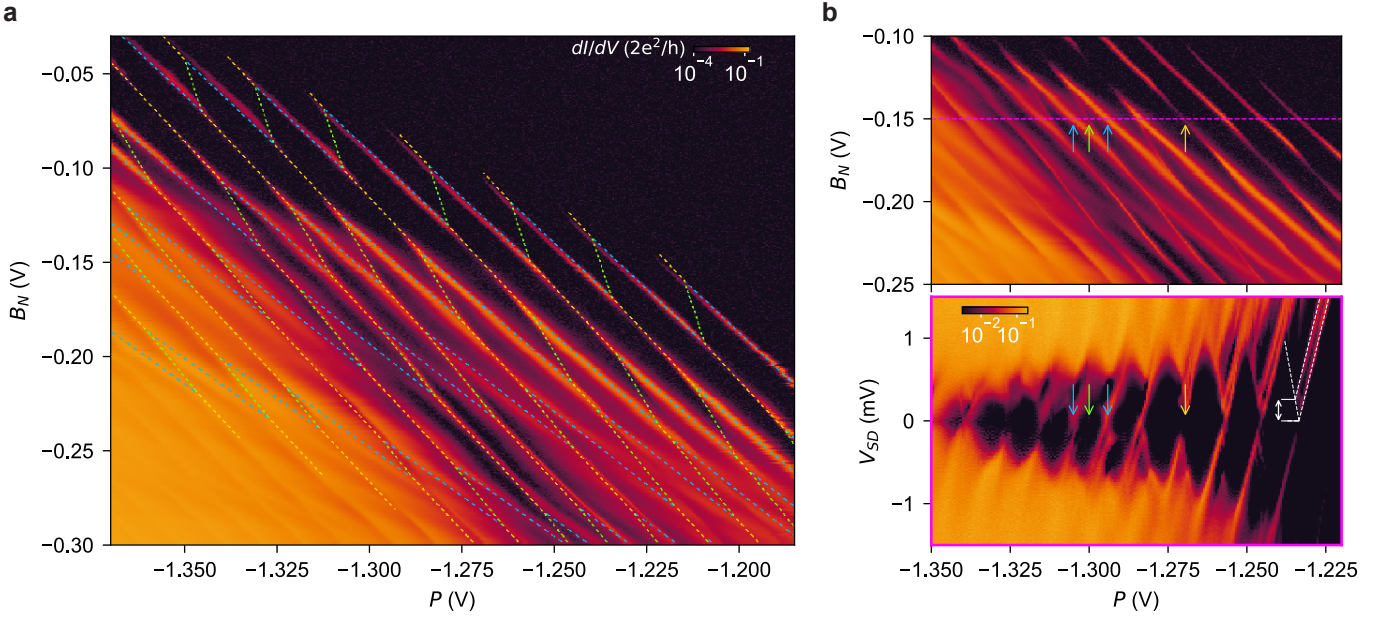 a
dI/dV (2e²/h)
10⁻⁴ 10⁻¹
−0.05
−0.10
−0.15
−0.20
−0.25
−0.30
B_N (V)
−1.350 −1.325 −1.300 −1.275 −1.250 −1.225 −1.200
P (V)
b
−0.10
−0.15
−0.20
−0.25
B_N (V)
10⁻² 10⁻¹
1
0
−1
V_SD (mV)
−1.350 −1.325 −1.300 −1.275 −1.250 −1.225
P (V)